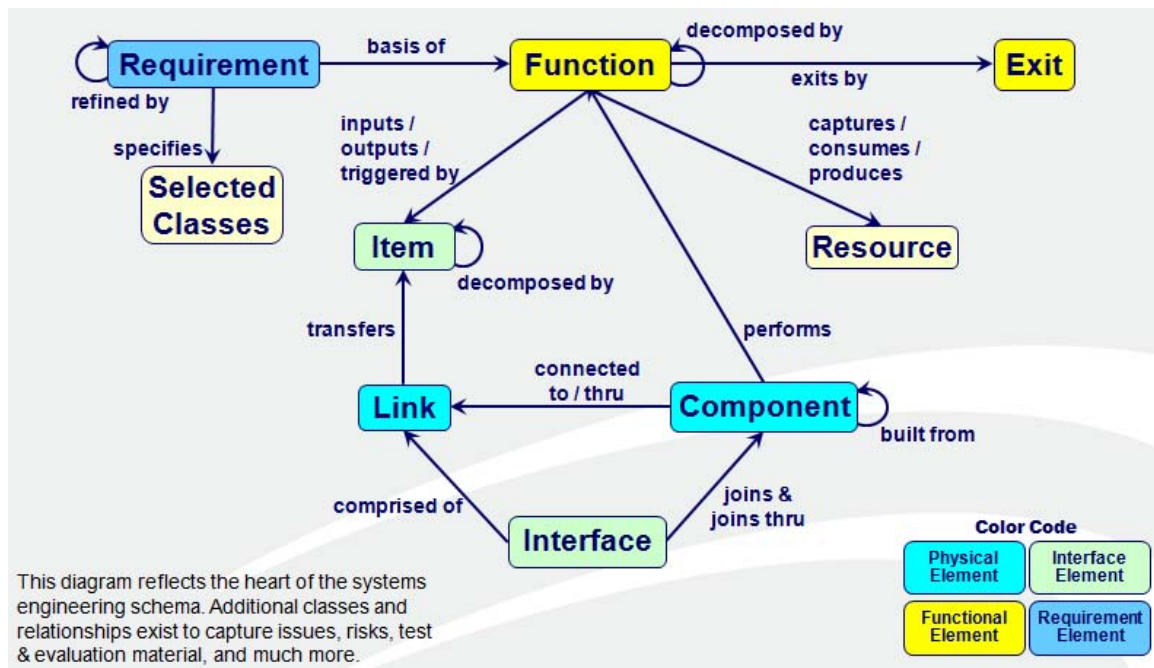 Requirement
basis of
Function
decomposed by
exits by
Exit
refined by
specifies
Selected
Classes
inputs /
outputs /
triggered by
captures /
consumes /
produces
Item
decomposed by
Resource
transfers
performs
connected
to / thru
Link
Component
built from
comprised of
joins &
joins thru
Interface
Color Code
Physical
Element
Interface
Element
Functional
Element
Requirement
Element
This diagram reflects the heart of the systems
engineering schema. Additional classes and
relationships exist to capture issues, risks, test
& evaluation material, and much more.